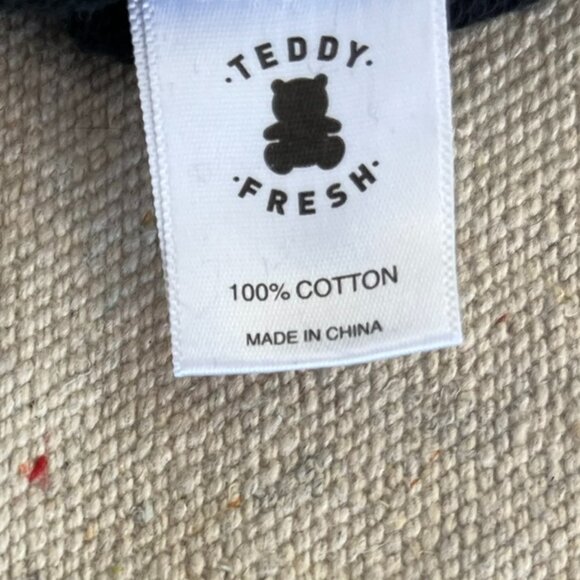 ·TEDDY·
·FRESH·
100% COTTON
MADE IN CHINA